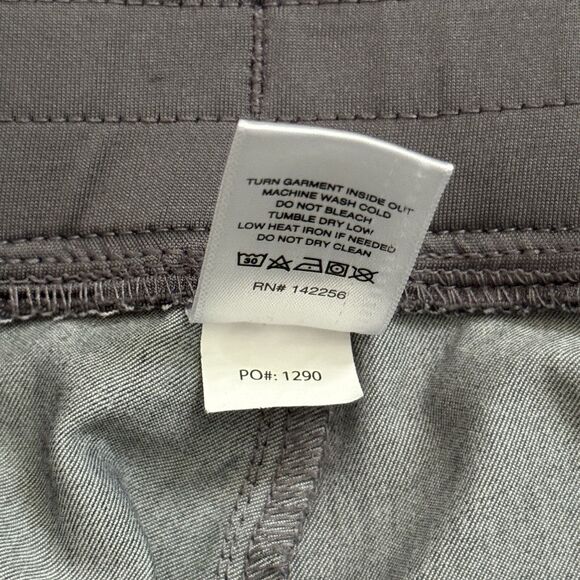 TURN GARMENT INSIDE OUT
MACHINE WASH COLD
DO NOT BLEACH
TUMBLE DRY LOW
LOW HEAT IRON IF NEEDED
DO NOT DRY CLEAN
30
RN# 142256
PO#: 1290